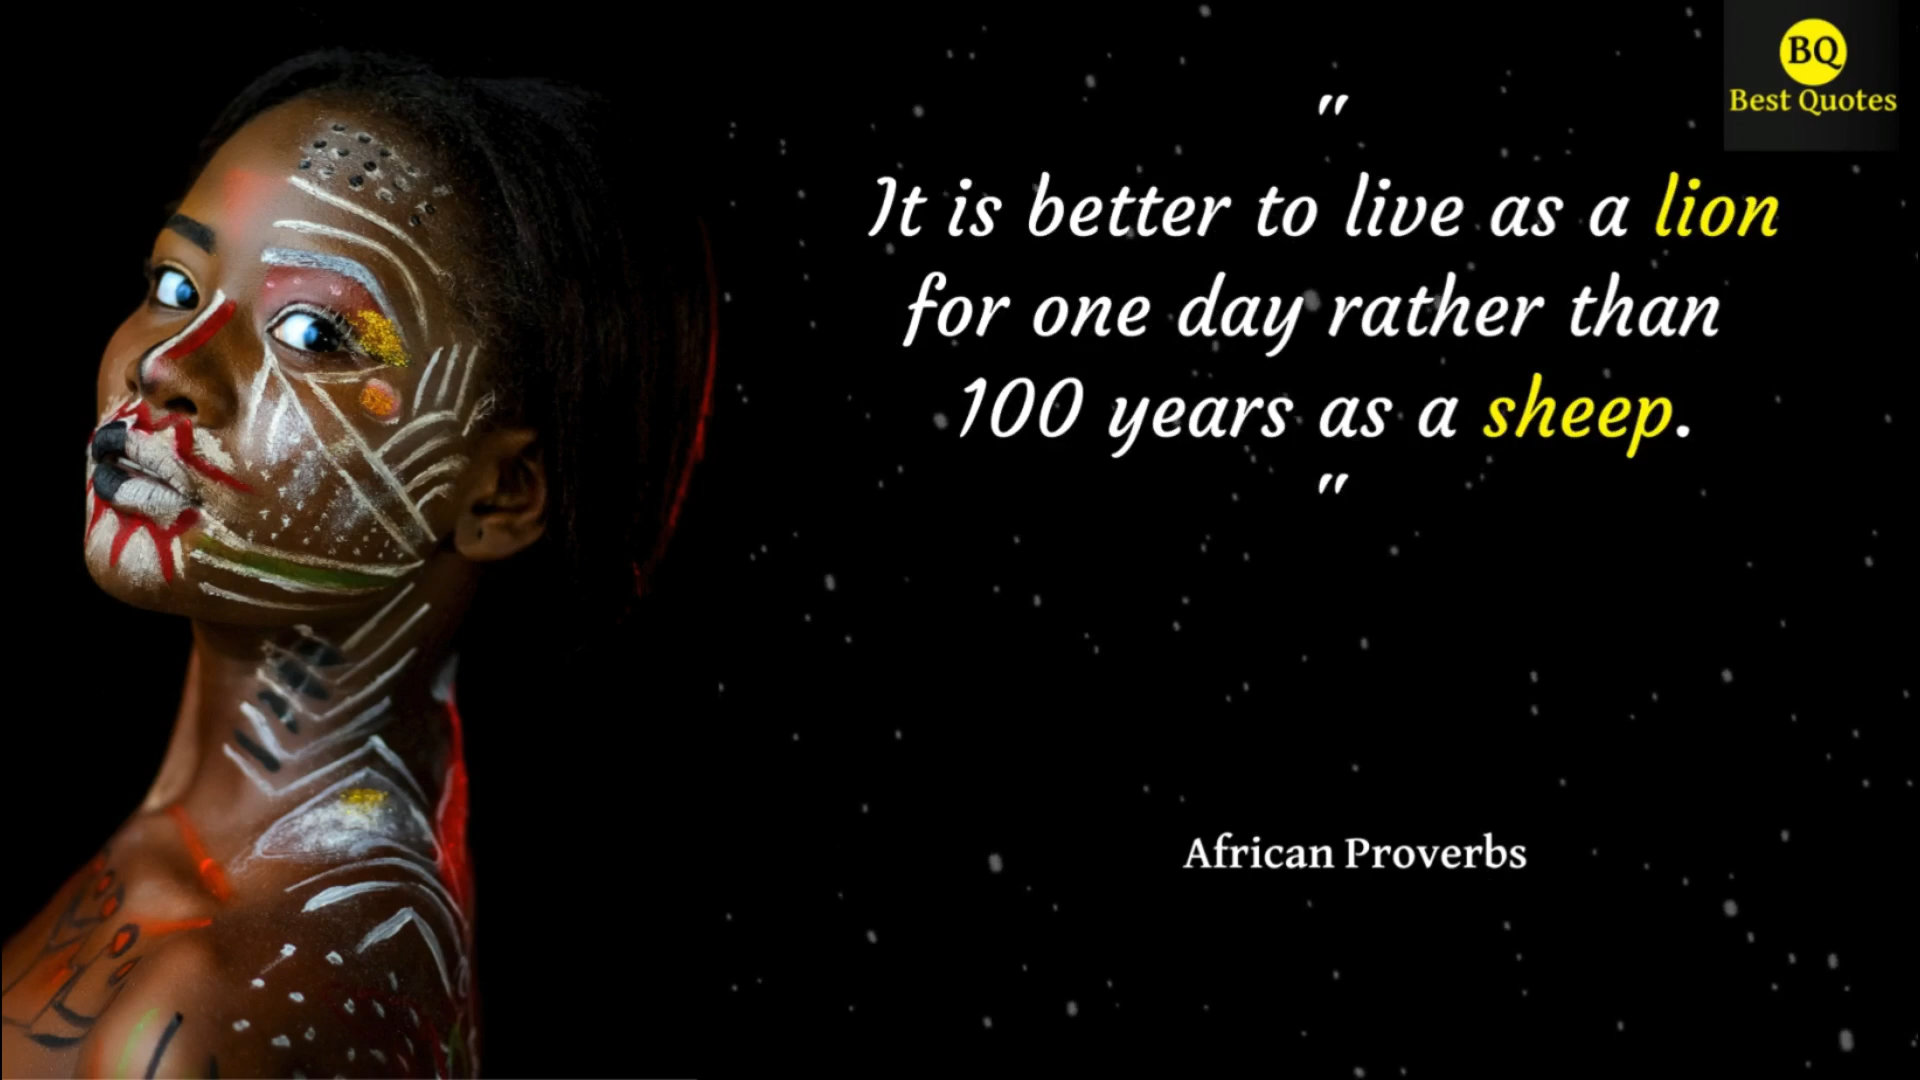 BQ
Best Quotes
"
It is better to live as a lion
for one day rather than
100 years as a sheep.
"
African Proverbs